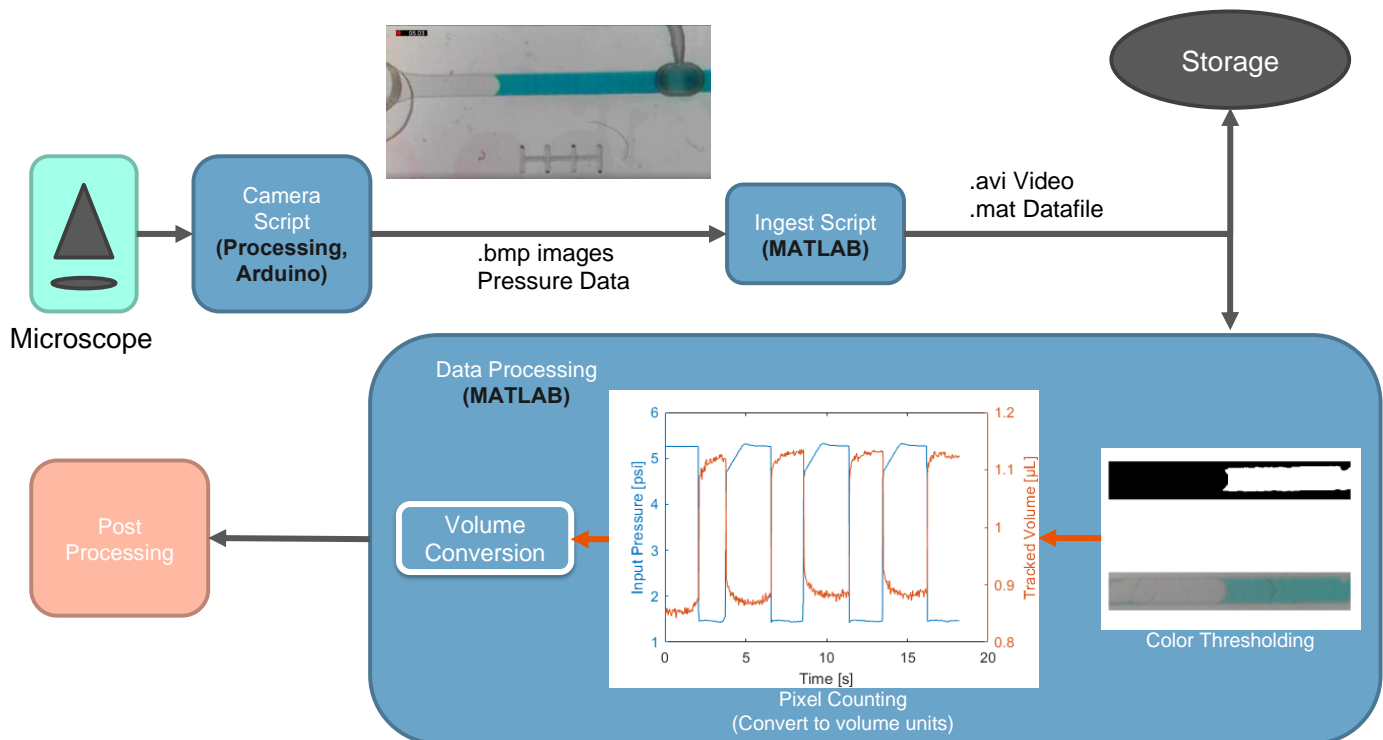 05.03
Storage
Camera
Script
(Processing,
Arduino)
.bmp images
Pressure Data
Ingest Script
(MATLAB)
.avi Video
.mat Datafile
Microscope
Data Processing
(MATLAB)
Post
Processing
Volume
Conversion
Input Pressure [psi]
6
5
4
3
2
1
0
5
10
15
20
Time [s]
1.2
1.1
1
0.9
0.8
Tracked Volume [µL]
Pixel Counting
(Convert to volume units)
Color Thresholding